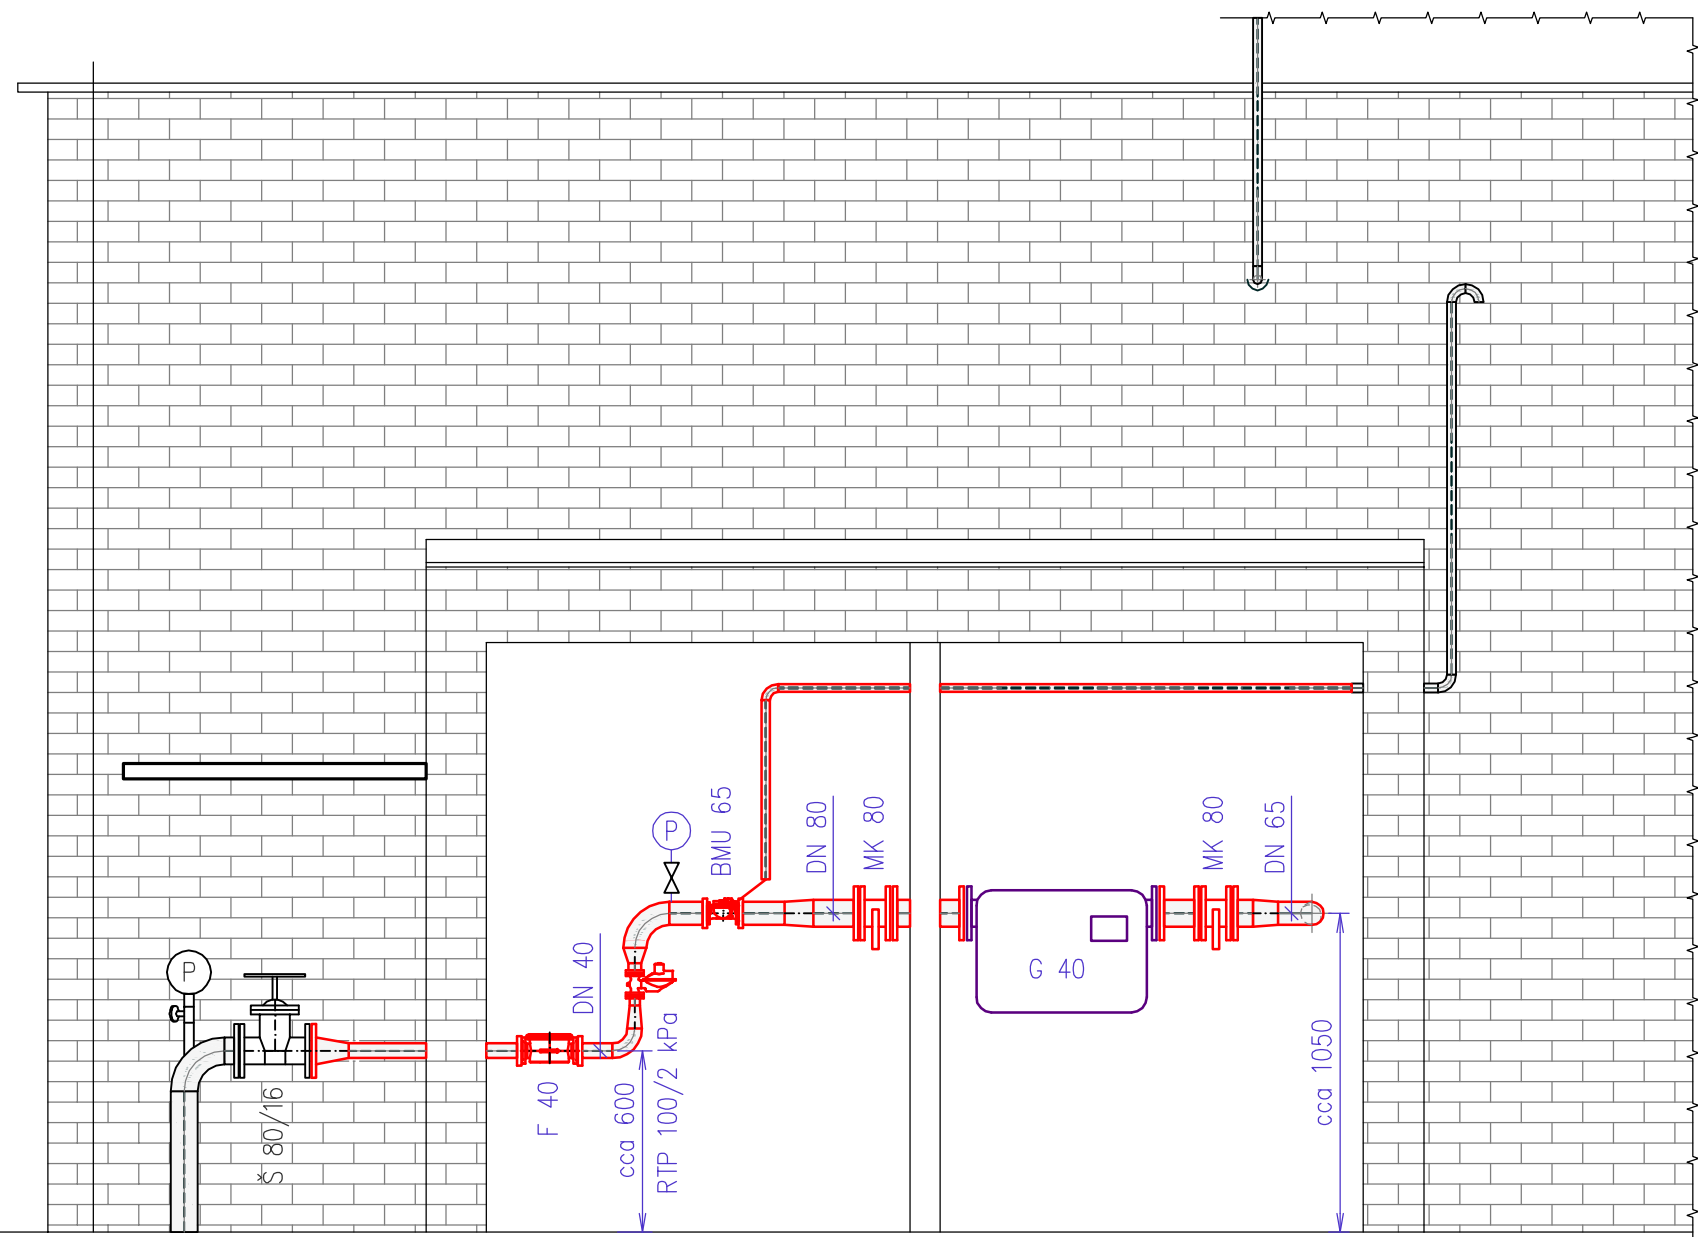 P
Š 80/16
F 40
DN 40
cca 600
RTP 100/2 kPa
P
BMU 65
DN 80
MK 80
G 40
MK 80
DN 65
cca 1050